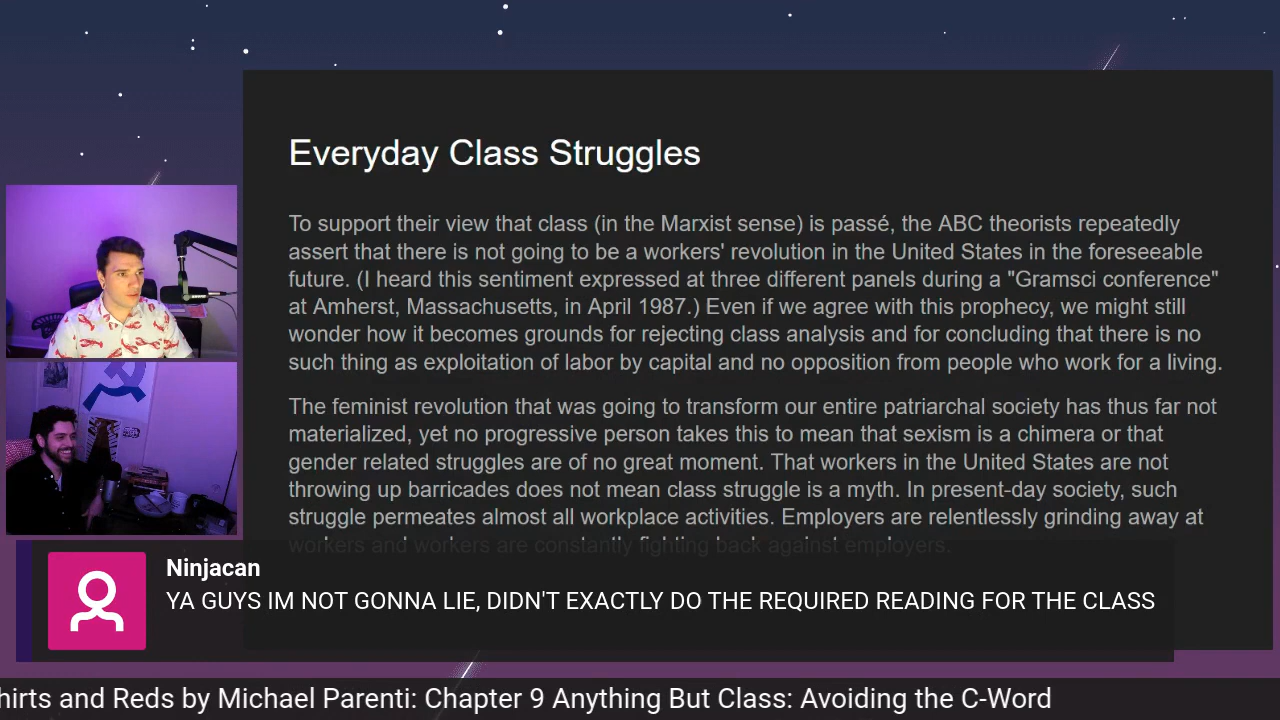 Everyday Class Struggles
To support their view that class (in the Marxist sense) is passé, the ABC theorists repeatedly
assert that there is not going to be a workers' revolution in the United States in the foreseeable
future. (I heard this sentiment expressed at three different panels during a "Gramsci conference"
at Amherst, Massachusetts, in April 1987.) Even if we agree with this prophecy, we might still
wonder how it becomes grounds for rejecting class analysis and for concluding that there is no
such thing as exploitation of labor by capital and no opposition from people who work for a living.
The feminist revolution that was going to transform our entire patriarchal society has thus far not
materialized, yet no progressive person takes this to mean that sexism is a chimera or that
gender related struggles are of no great moment. That workers in the United States are not
throwing up barricades does not mean class struggle is a myth. In present-day society, such
struggle permeates almost all workplace activities. Employers are relentlessly grinding away at
workers and workers are constantly fighting back against employers.
Ninjacan
YA GUYS IM NOT GONNA LIE, DIDN'T EXACTLY DO THE REQUIRED READING FOR THE CLASS
hirts and Reds by Michael Parenti: Chapter 9 Anything But Class: Avoiding the C-Word